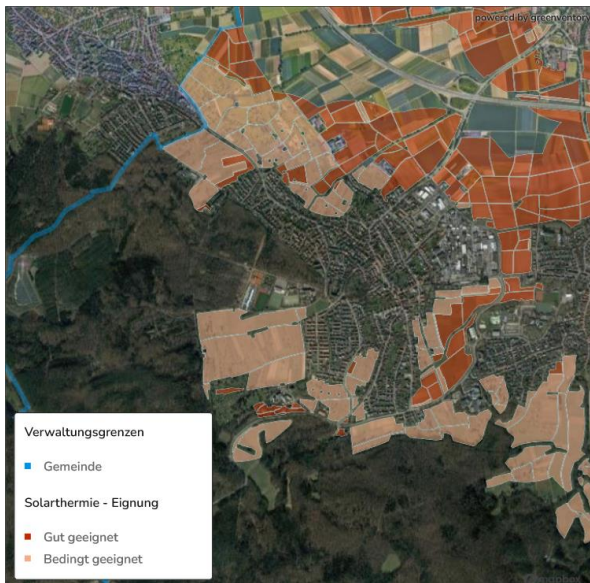 powered by greenventory
Verwaltungsgrenzen
Gemeinde
Solarthermie - Eignung
Gut geeignet
Bedingt geeignet